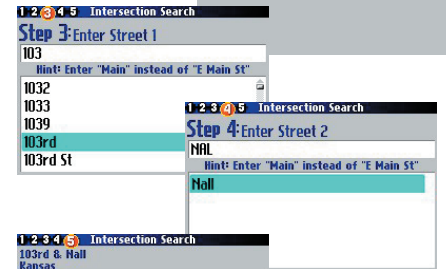 1 2 3 4 5 Intersection Search
Step 3: Enter Street 1
103
Hint: Enter "Main" instead of "E Main St"
1032
1033
1039
103rd
103rd St
1 2 3 4 5 Intersection Search
Step 4: Enter Street 2
NAL
Hint: Enter "Main" instead of "E Main St"
Nall
1 2 3 4 5 Intersection Search
103rd & Nall
Kansas